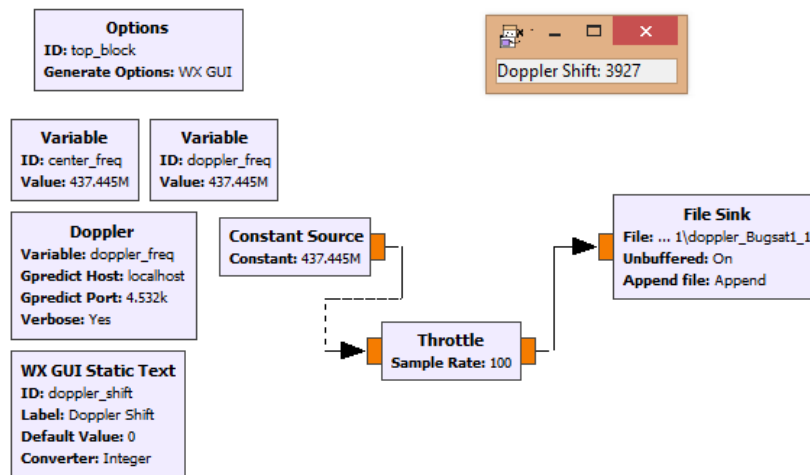 Options
ID: top_block
Generate Options: WX GUI
Doppler Shift: 3927
Variable
ID: center_freq
Value: 437.445M
Variable
ID: doppler_freq
Value: 437.445M
Doppler
Variable: doppler_freq
Gpredict Host: localhost
Gpredict Port: 4.532k
Verbose: Yes
Constant Source
Constant: 437.445M
File Sink
File: ... 1\doppler_Bugsat1_1
Unbuffered: On
Append file: Append
Throttle
Sample Rate: 100
WX GUI Static Text
ID: doppler_shift
Label: Doppler Shift
Default Value: 0
Converter: Integer